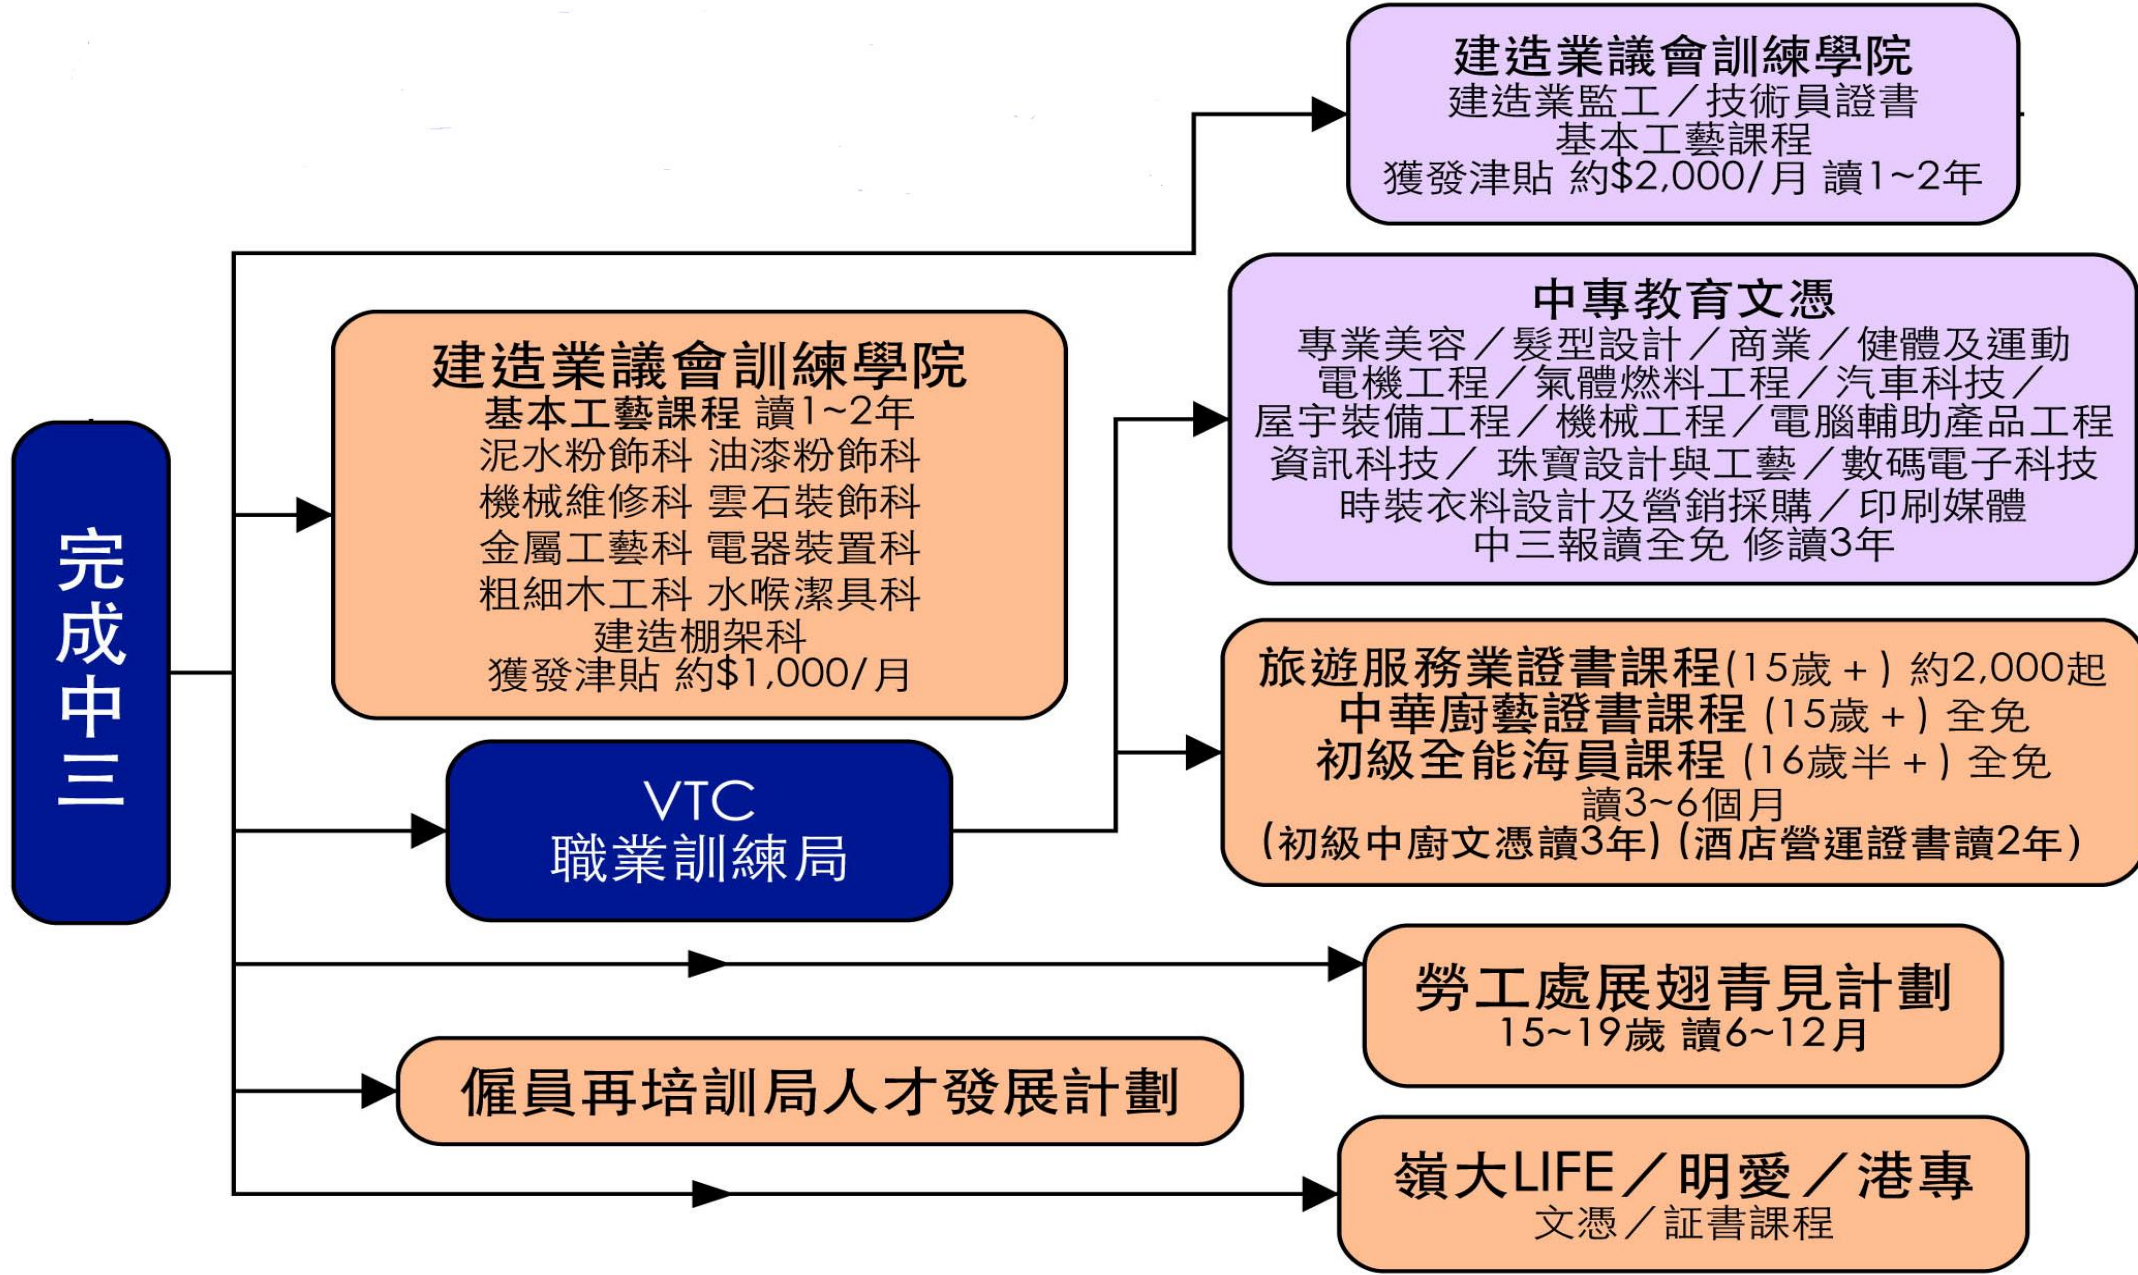 完成中三
建造業議會訓練學院
建造業監工／技術員證書
基本工藝課程
獲發津貼 約$2,000/月 讀1~2年
建造業議會訓練學院
基本工藝課程 讀1~2年
泥水粉飾科 油漆粉飾科
機械維修科 雲石裝飾科
金屬工藝科 電器裝置科
粗細木工科 水喉潔具科
建造棚架科
獲發津貼 約$1,000/月
VTC
職業訓練局
中專教育文憑
專業美容／髮型設計／商業／健體及運動
電機工程／氣體燃料工程／汽車科技／
屋宇裝備工程／機械工程／電腦輔助產品工程
資訊科技／ 珠寶設計與工藝／數碼電子科技
時裝衣料設計及營銷採購／印刷媒體
中三報讀全免 修讀3年
旅遊服務業證書課程(15歲+) 約2,000起
中華廚藝證書課程 (15歲+) 全免
初級全能海員課程 (16歲半+) 全免
讀3~6個月
(初級中廚文憑讀3年) (酒店營運證書讀2年)
勞工處展翅青見計劃
15~19歲 讀6~12月
僱員再培訓局人才發展計劃
嶺大LIFE／明愛／港專
文憑／証書課程